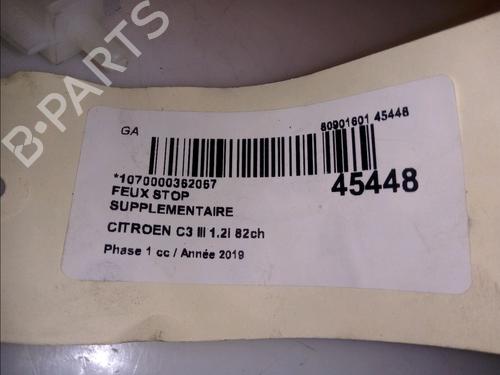 B-PARTS
GA
80901601 45448
*1070000362067
45448
FEUX STOP
SUPPLEMENTAIRE
CITROEN C3 III 1.2i 82ch
Phase 1 cc / Année 2019